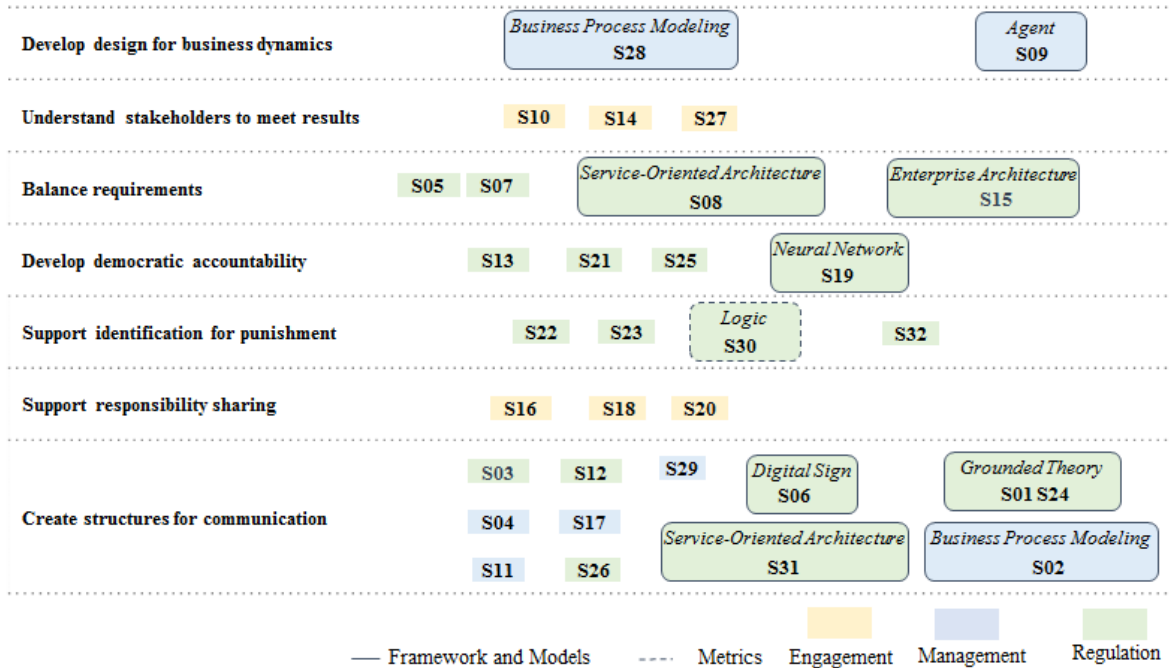 Business Process Modeling
Agent
Develop design for business dynamics
S28
S09
Understand stakeholders to meet results
S10 S14 S27
Service-Oriented Architecture
Enterprise Architecture
Balance requirements
S05 S07
S08
S15
Develop democratic accountability
S13 S21 S25
Neural Network
S19
Support identification for punishment
S22 S23
Logic
S30
S32
Support responsibility sharing
S16 S18 S20
S03 S12 S29
Digital Sign
S06
Grounded Theory
S01 S24
Create structures for communication
S04 S17
Service-Oriented Architecture
S31
Business Process Modeling
S02
S11 S26
Framework and Models
Metrics
Engagement
Management
Regulation